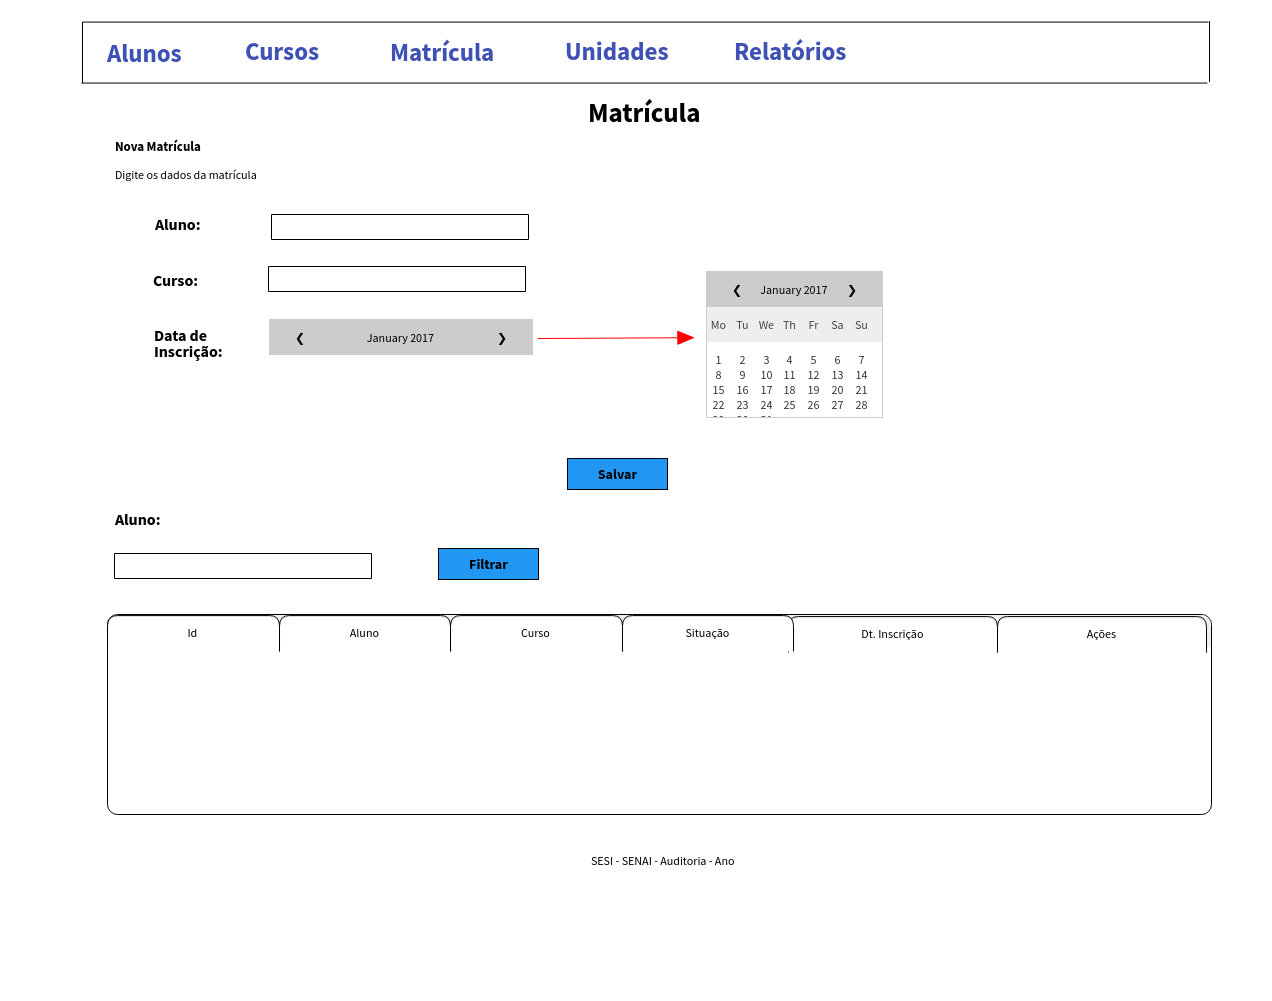 Alunos Cursos Matrícula Unidades Relatórios
Matrícula
Nova Matrícula
Digite os dados da matrícula
Aluno:
Curso:
Data de
Inscrição:
❮ January 2017 ❯
❮ January 2017 ❯
Mo Tu We Th Fr Sa Su
1 2 3 4 5 6 7
8 9 10 11 12 13 14
15 16 17 18 19 20 21
22 23 24 25 26 27 28
Salvar
Aluno:
Filtrar
Id Aluno Curso Situação Dt. Inscrição Ações
SESI - SENAI - Auditoria - Ano